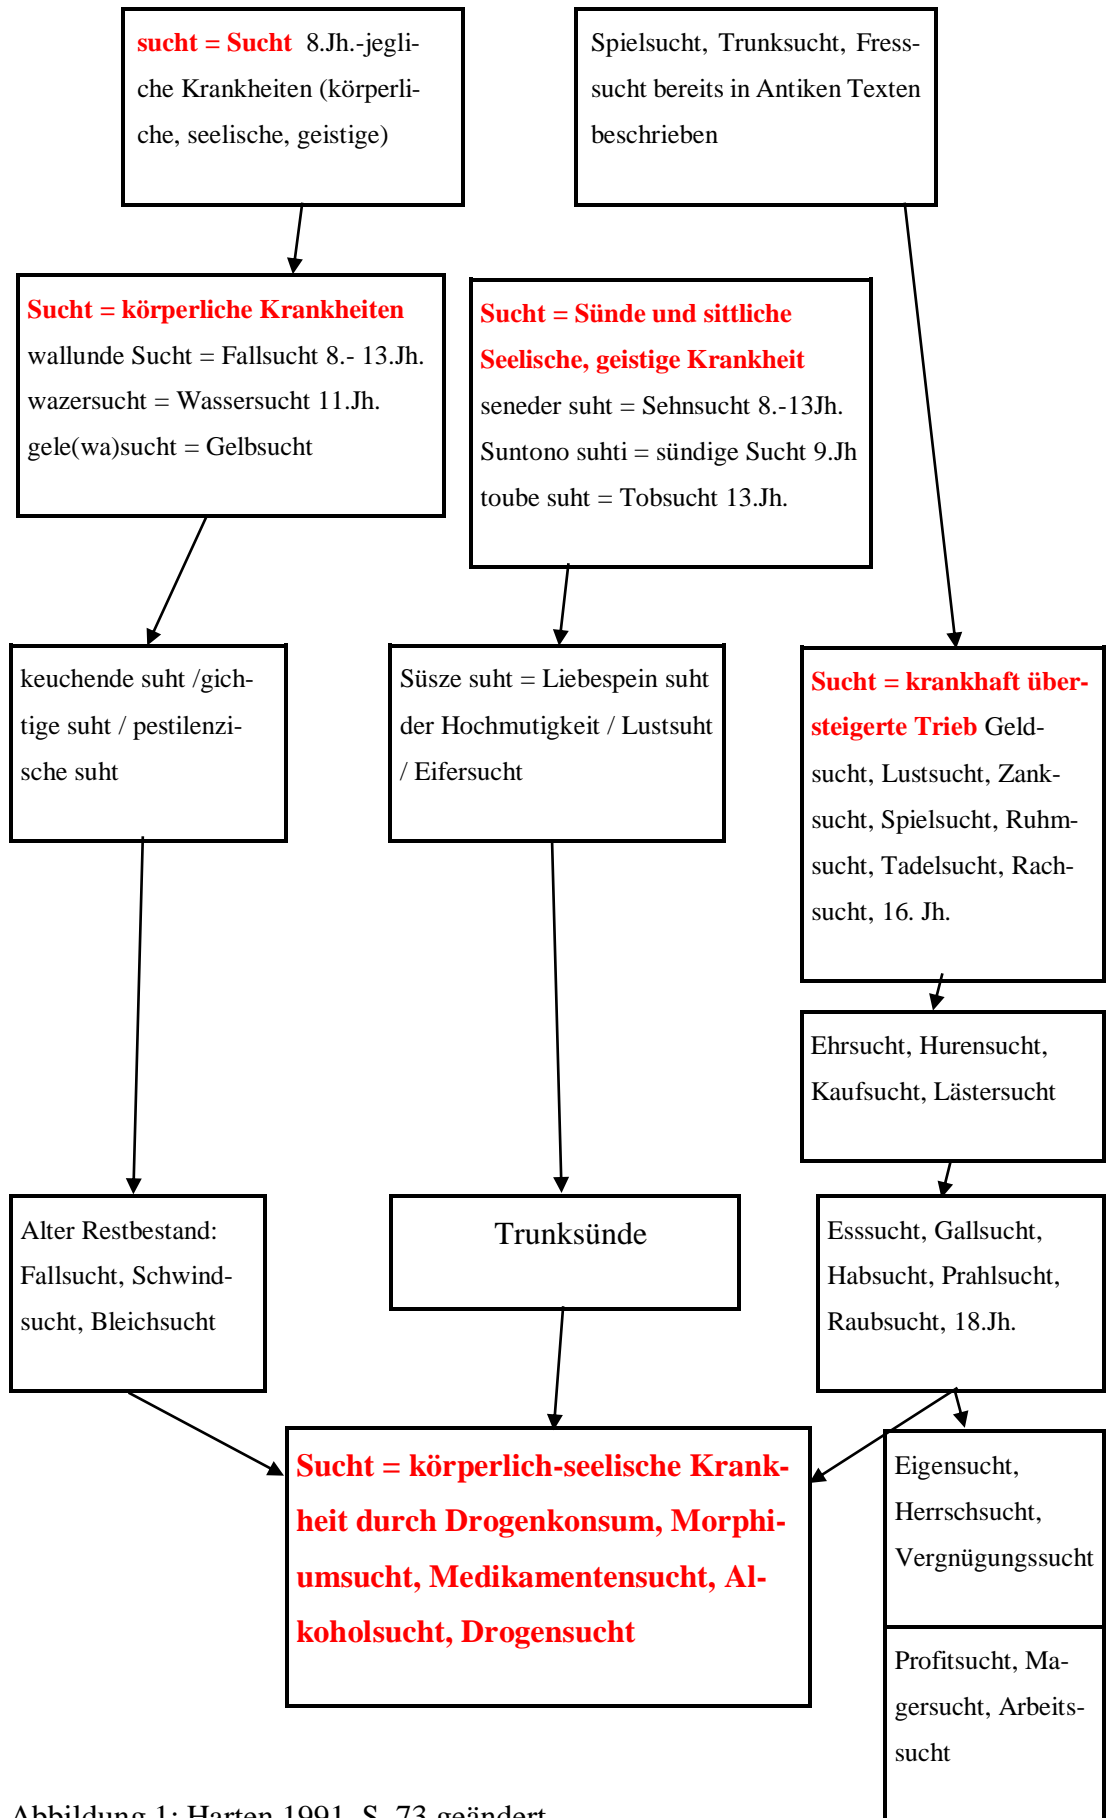 sucht = Sucht 8.Jh.-jegli-
che Krankheiten (körperli-
che, seelische, geistige)
Spielsucht, Trunksucht, Fress-
sucht bereits in Antiken Texten
beschrieben
Sucht = körperliche Krankheiten
wallunde Sucht = Fallsucht 8.- 13.Jh.
wazersucht = Wassersucht 11.Jh.
gele(wa)sucht = Gelbsucht
Sucht = Sünde und sittliche
Seelische, geistige Krankheit
seneder suht = Sehnsucht 8.-13Jh.
Suntono suhti = sündige Sucht 9.Jh
toube suht = Tobsucht 13.Jh.
keuchende suht /gich-
tige suht / pestilenzi-
sche suht
Süsze suht = Liebespein suht
der Hochmutigkeit / Lustsuht
/ Eifersucht
Sucht = krankhaft über-
steigerte Trieb Geld-
sucht, Lustsucht, Zank-
sucht, Spielsucht, Ruhm-
sucht, Tadelsucht, Rach-
sucht, 16. Jh.
Ehrsucht, Hurensucht,
Kaufsucht, Lästersucht
Alter Restbestand:
Fallsucht, Schwind-
sucht, Bleichsucht
Trunksünde
Esssucht, Gallsucht,
Habsucht, Prahlsucht,
Raubsucht, 18.Jh.
Sucht = körperlich-seelische Krank-
heit durch Drogenkonsum, Morphi-
umsucht, Medikamentensucht, Al-
koholsucht, Drogensucht
Eigensucht,
Herrschsucht,
Vergnügungssucht
Profitsucht, Ma-
gersucht, Arbeits-
sucht
Abbildung 1: Harten 1991, S. 73 geändert